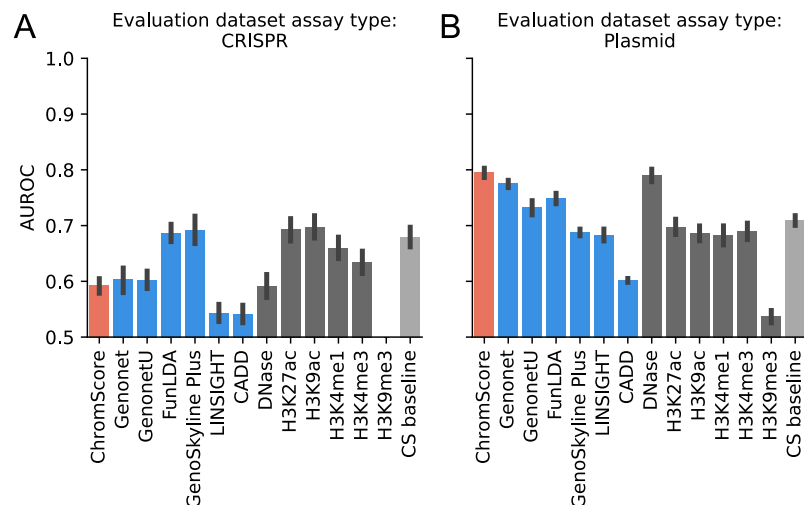 A
Evaluation dataset assay type:
CRISPR
B
Evaluation dataset assay type:
Plasmid
AUROC
1.0
0.9
0.8
0.7
0.6
0.5
ChromScore
Genonet
GenonetU
FunLDA
GenoSkyline Plus
LINSIGHT
CADD
DNase
H3K27ac
H3K9ac
H3K4me1
H3K4me3
H3K9me3
CS baseline
ChromScore
Genonet
GenonetU
FunLDA
GenoSkyline Plus
LINSIGHT
CADD
DNase
H3K27ac
H3K9ac
H3K4me1
H3K4me3
H3K9me3
CS baseline